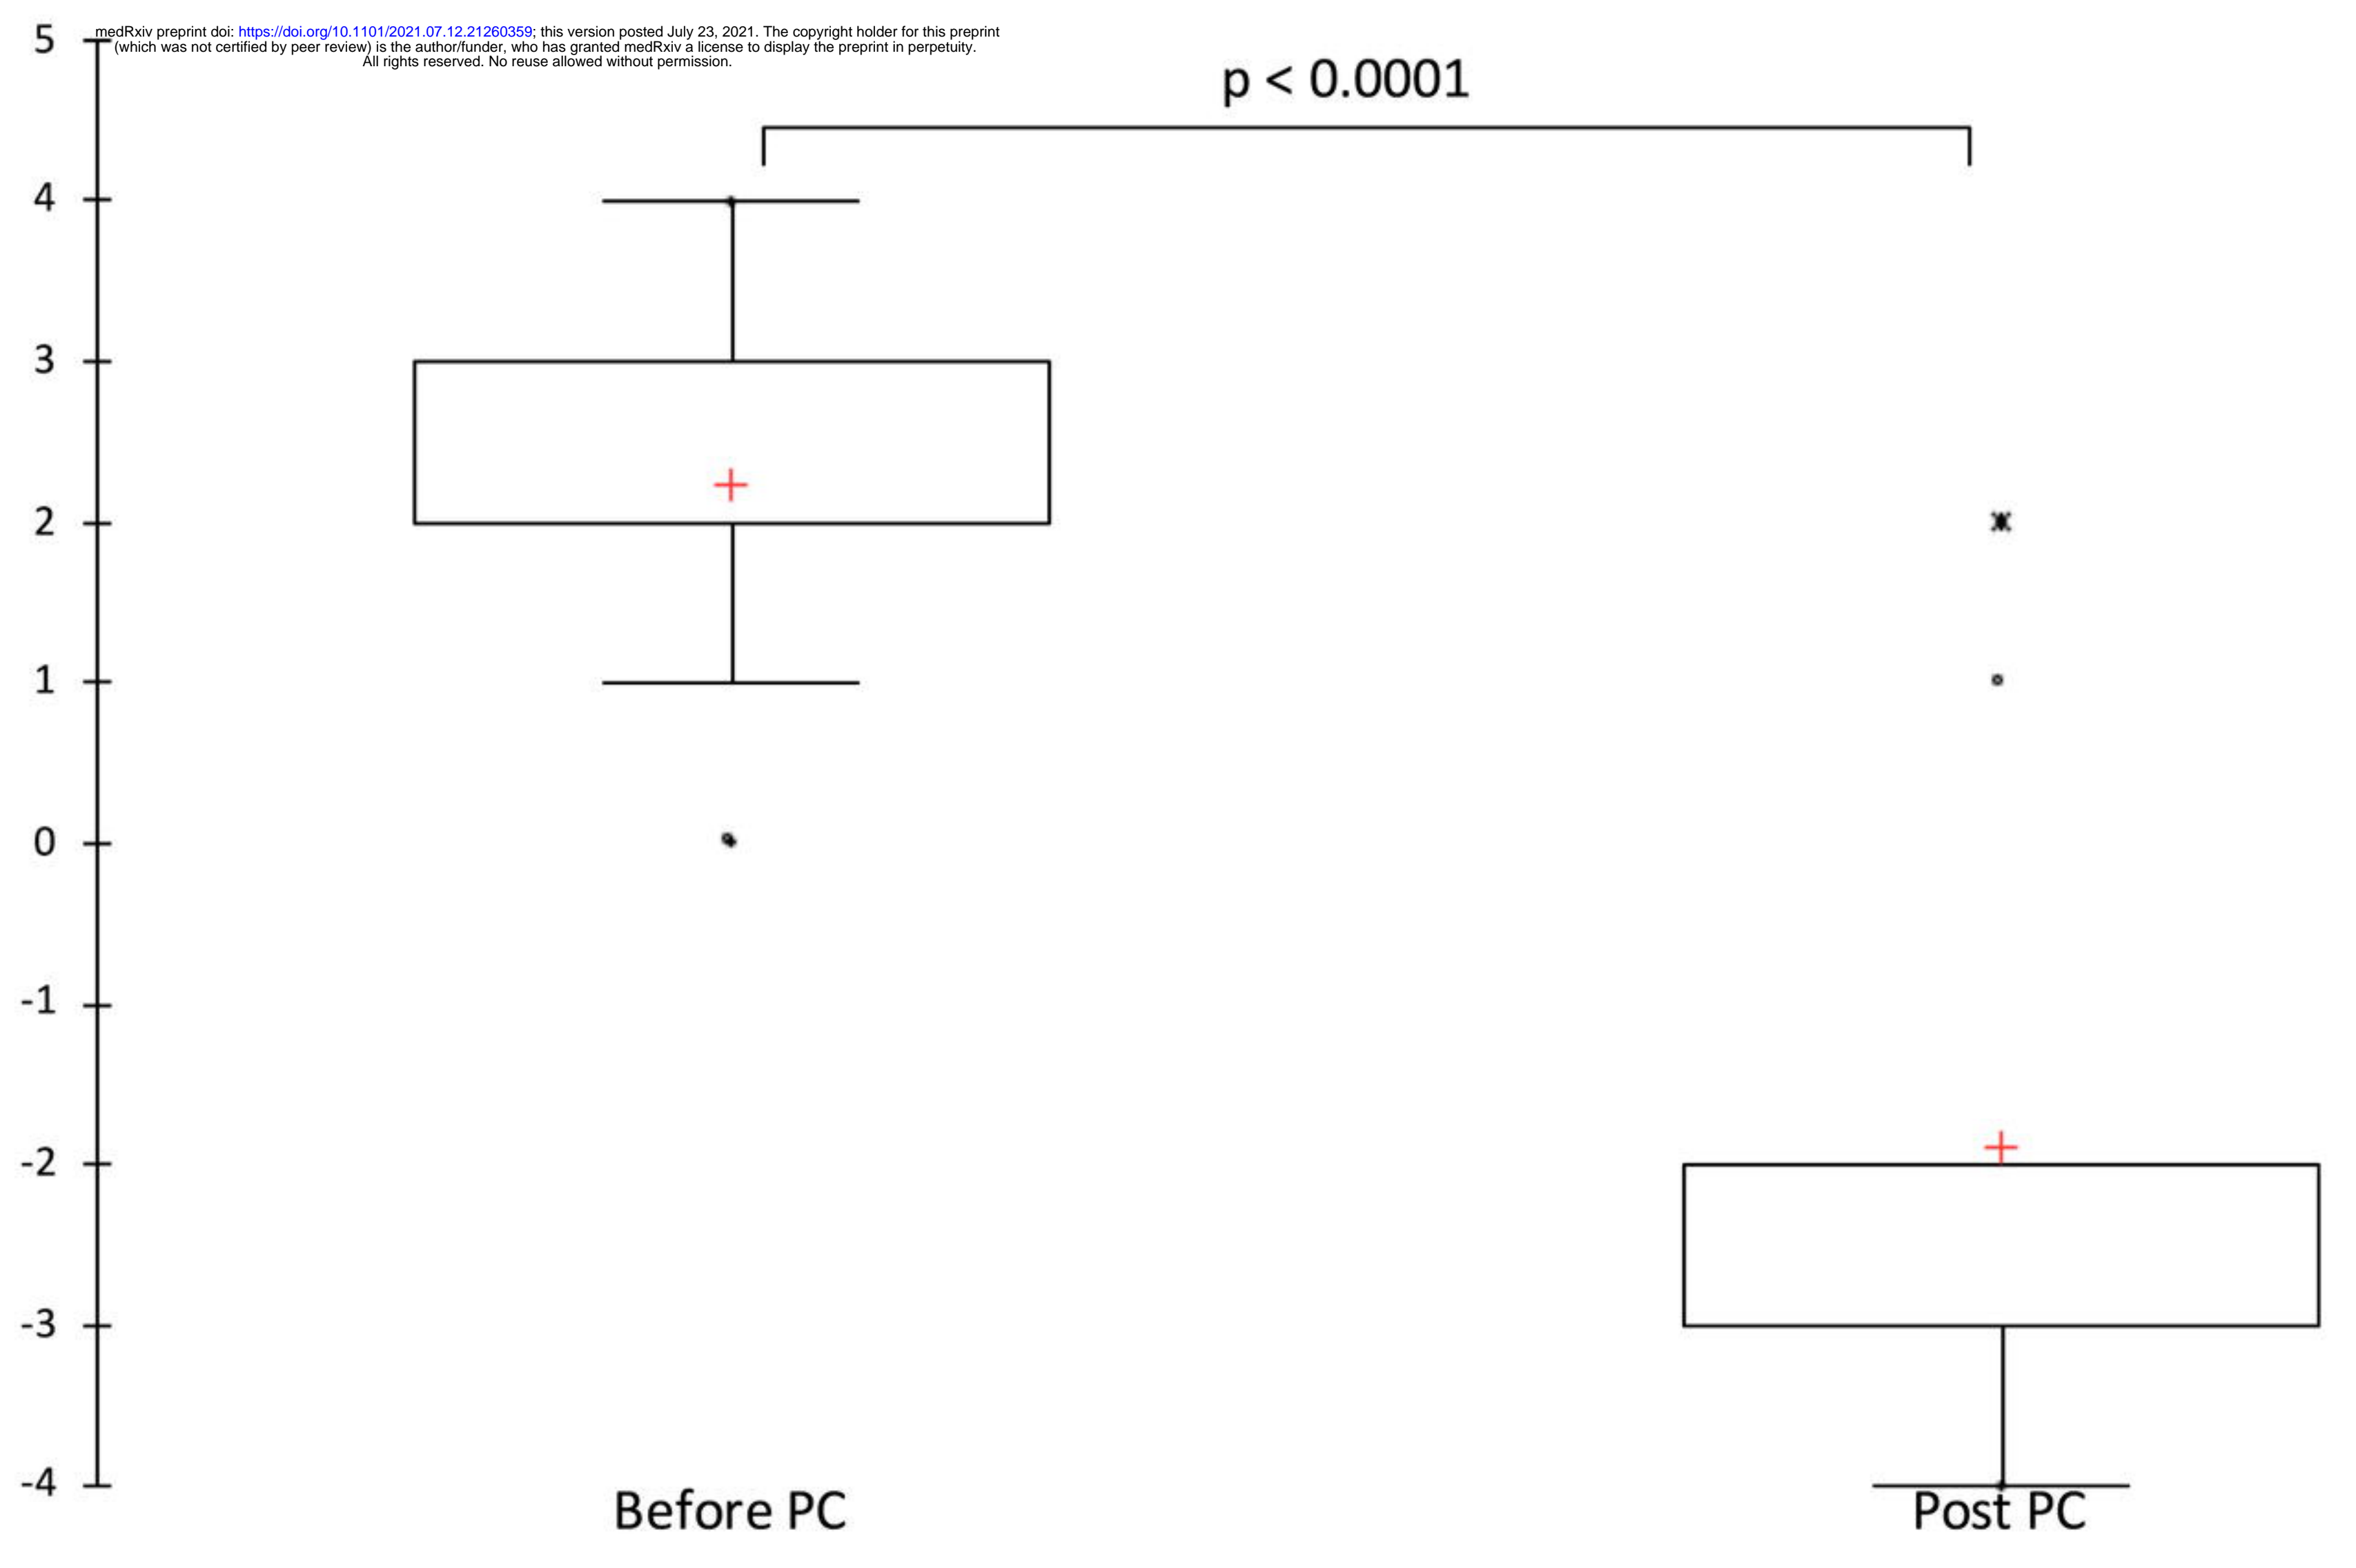 medRxiv preprint doi: https://doi.org/10.1101/2021.07.12.21260359; this version posted July 23, 2021. The copyright holder for this preprint
(which was not certified by peer review) is the author/funder, who has granted medRxiv a license to display the preprint in perpetuity.
All rights reserved. No reuse allowed without permission.
p < 0.0001
5
4
3
2
1
0
-1
-2
-3
-4
Before PC
Post PC